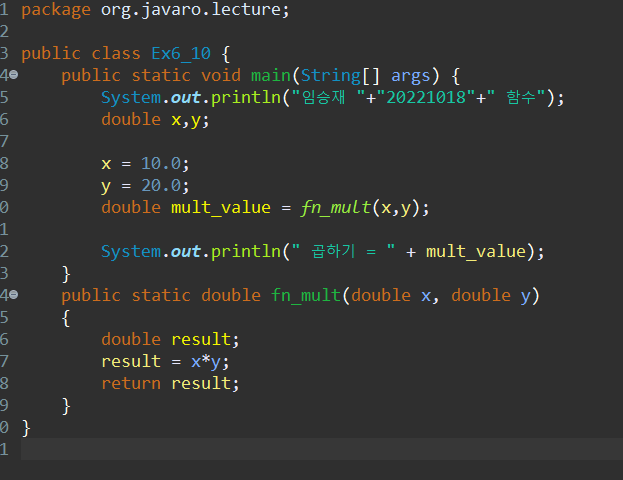 1 package org.javaro.lecture;
2
3 public class Ex6_10 {
4 public static void main(String[] args) {
5 System.out.println("임승재 "+"20221018"+" 함수");
6 double x,y;
7
8 x = 10.0;
9 y = 20.0;
0 double mult_value = fn_mult(x,y);
1
2 System.out.println(" 곱하기 = " + mult_value);
3 }
4 public static double fn_mult(double x, double y)
5 {
6 double result;
7 result = x*y;
8 return result;
9 }
0 }
1